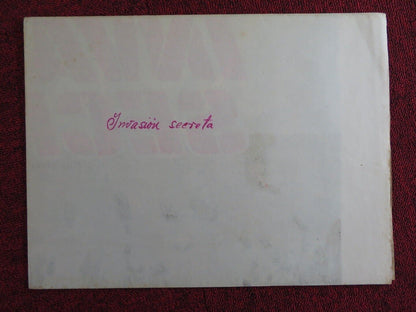 Invasión secreta